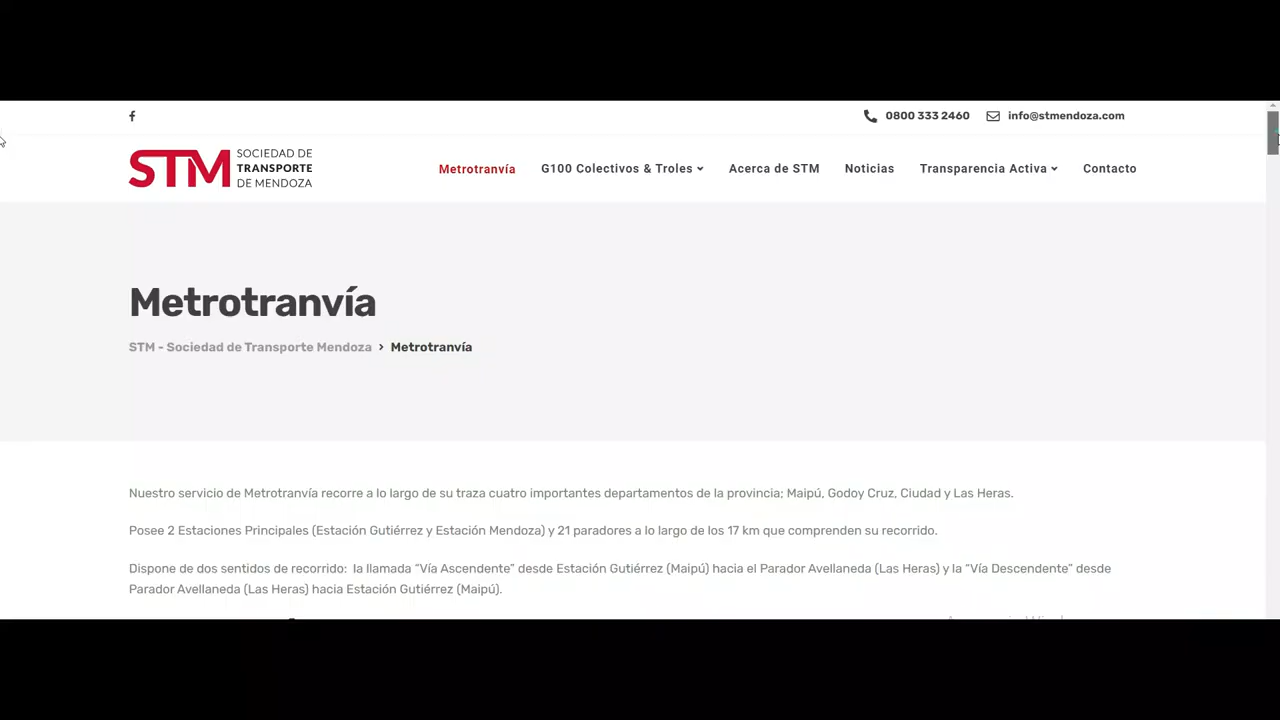 0800 333 2460 info@stmendoza.com
STM SOCIEDAD DE
TRANSPORTE
DE MENDOZA
Metrotranvía G100 Colectivos & Troles Acerca de STM Noticias Transparencia Activa Contacto
Metrotranvía
STM - Sociedad de Transporte Mendoza > Metrotranvía
Nuestro servicio de Metrotranvía recorre a lo largo de su traza cuatro importantes departamentos de la provincia; Maipú, Godoy Cruz, Ciudad y Las Heras.
Posee 2 Estaciones Principales (Estación Gutiérrez y Estación Mendoza) y 21 paradores a lo largo de los 17 km que comprenden su recorrido.
Dispone de dos sentidos de recorrido: la llamada “Vía Ascendente” desde Estación Gutiérrez (Maipú) hacia el Parador Avellaneda (Las Heras) y la “Vía Descendente” desde
Parador Avellaneda (Las Heras) hacia Estación Gutiérrez (Maipú).